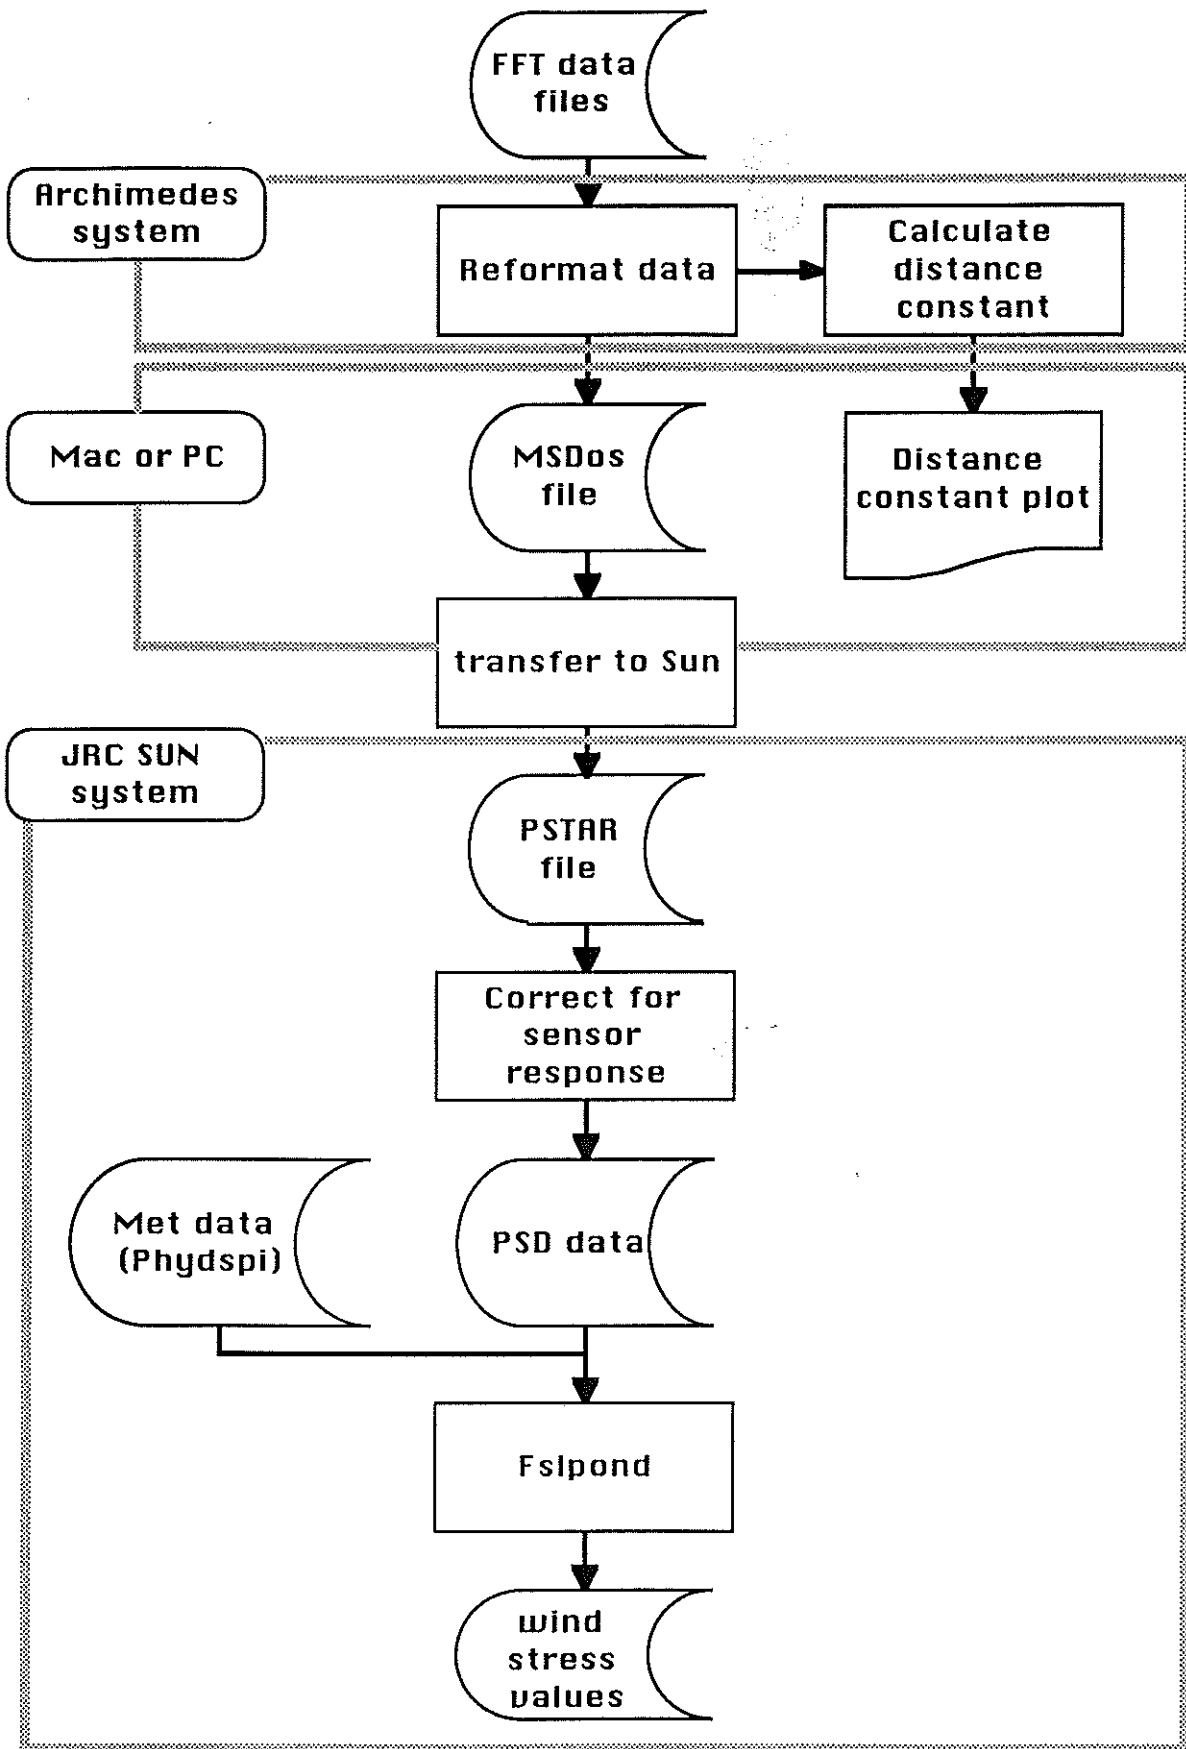 FFT data
files
Archimedes
system
Reformat data
Calculate
distance
constant
Mac or PC
MSDos
file
Distance
constant plot
transfer to Sun
JRC SUN
system
PSTAR
file
Correct for
sensor
response
Met data
(Phydspi)
PSD data
Fslpond
wind
stress
values